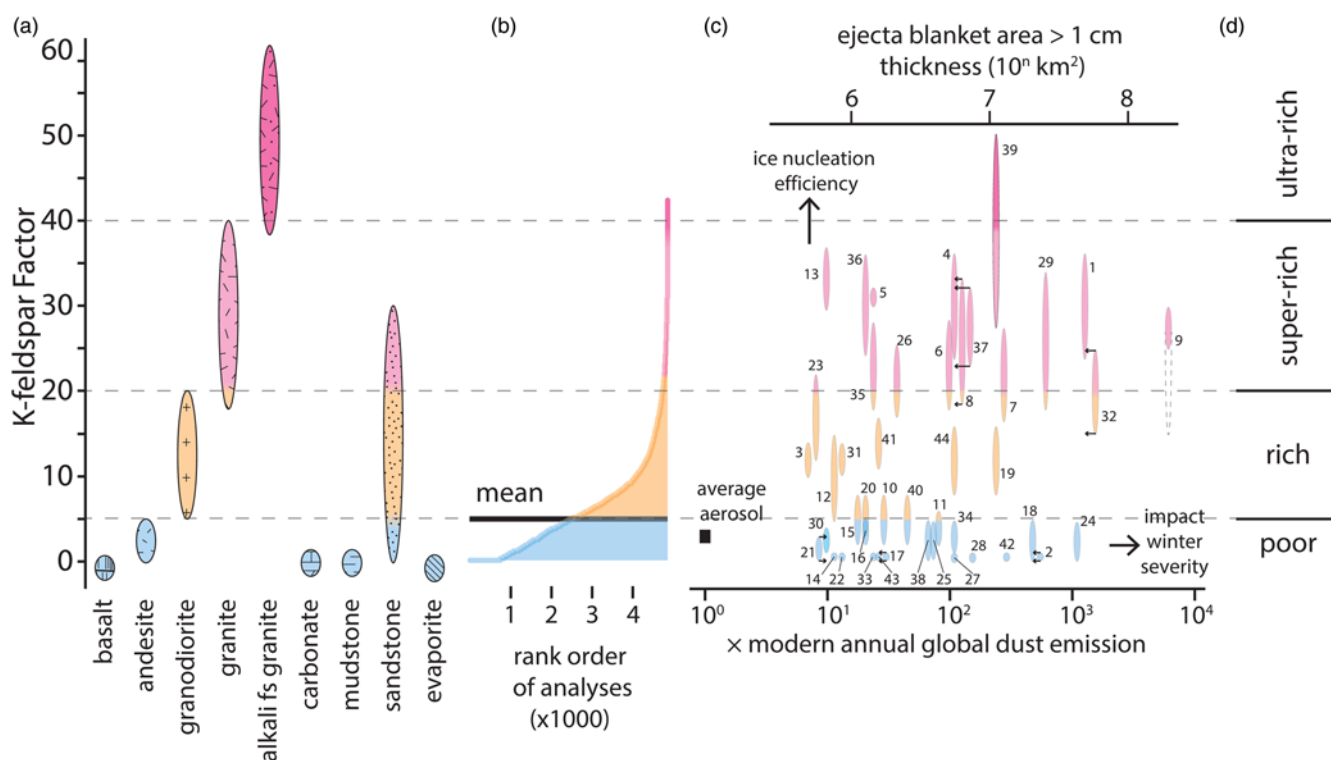 (a)
K-feldspar Factor
60
50
40
30
20
10
0
basalt
andesite
granodiorite
granite
alkali fs granite
carbonate
mudstone
sandstone
evaporite
(b)
mean
1
2
3
4
rank order
of analyses
(x1000)
(c)
ejecta blanket area > 1 cm
thickness (10ⁿ km²)
6
7
8
ice nucleation
efficiency
39
13
36
5
4
29
1
23
35
26
6
37
8
7
32
9
3
31
41
44
19
12
20
10
40
11
34
18
24
average
aerosol
30
21
15
14
22
16
33
17
43
38
25
27
28
42
2
impact
winter
severity
10⁰
10¹
10²
10³
10⁴
× modern annual global dust emission
(d)
ultra-rich
super-rich
rich
poor